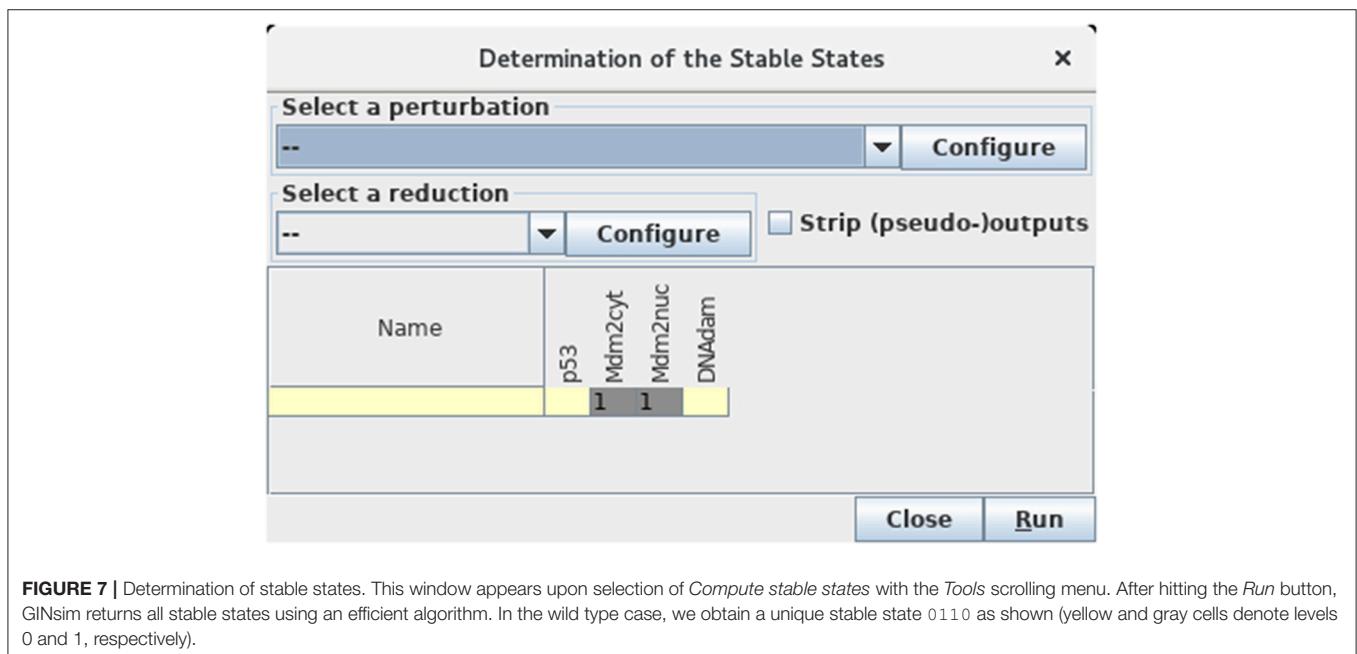 Determination of the Stable States ×
Select a perturbation
-- Configure
Select a reduction
-- Configure Strip (pseudo-)outputs
Name p53 Mdm2cyt Mdm2nuc DNAdam
1 1
Close Run
FIGURE 7 | Determination of stable states. This window appears upon selection of Compute stable states with the Tools scrolling menu. After hitting the Run button,
GINsim returns all stable states using an efficient algorithm. In the wild type case, we obtain a unique stable state 0110 as shown (yellow and gray cells denote levels
0 and 1, respectively).